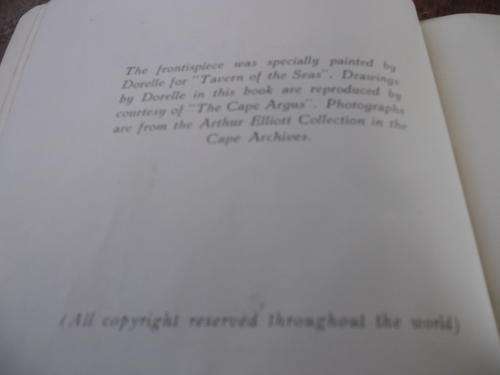 The frontispiece was specially painted by
Dorelle for "Tavern of the Seas". Drawings
by Dorelle in this book are reproduced by
courtesy of "The Cape Argus". Photographs
are from the Arthur Elliott Collection in the
Cape Archives.
(All copyright reserved throughout the world)